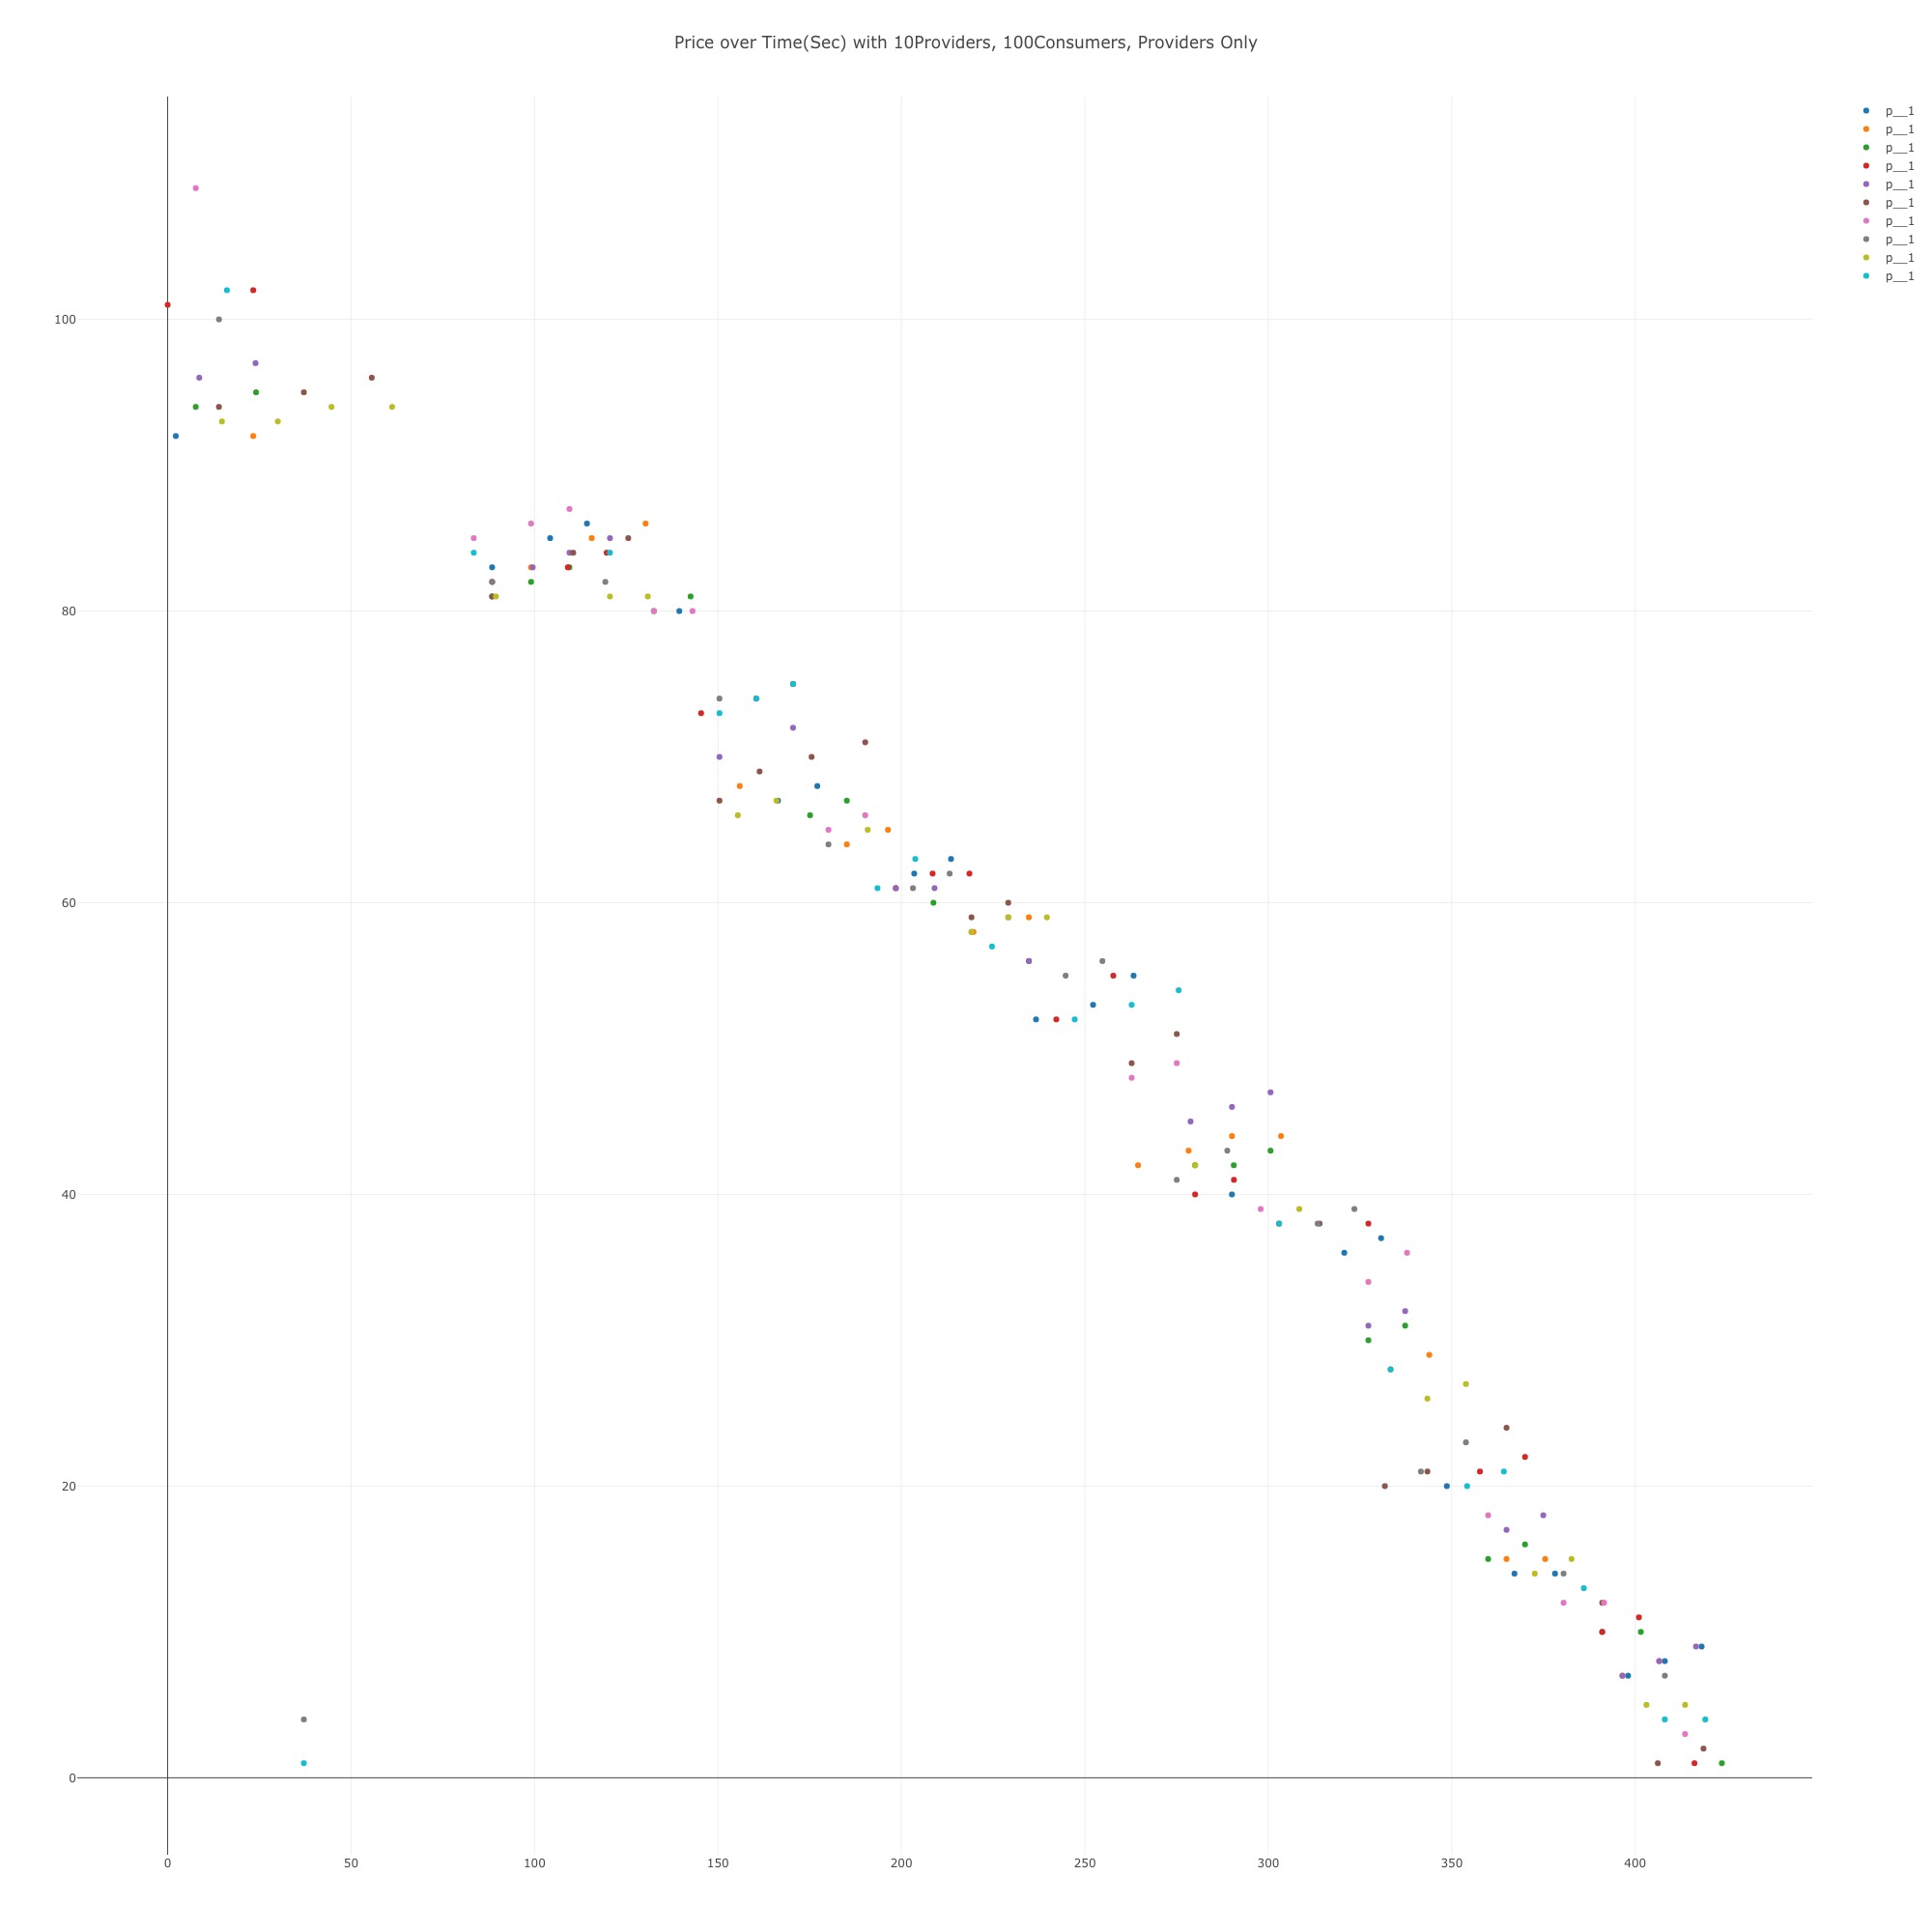 Price over Time(Sec) with 10Providers, 100Consumers, Providers Only
p__1
p__1
p__1
p__1
p__1
p__1
p__1
p__1
p__1
p__1
100
80
60
40
20
0
0 50 100 150 200 250 300 350 400